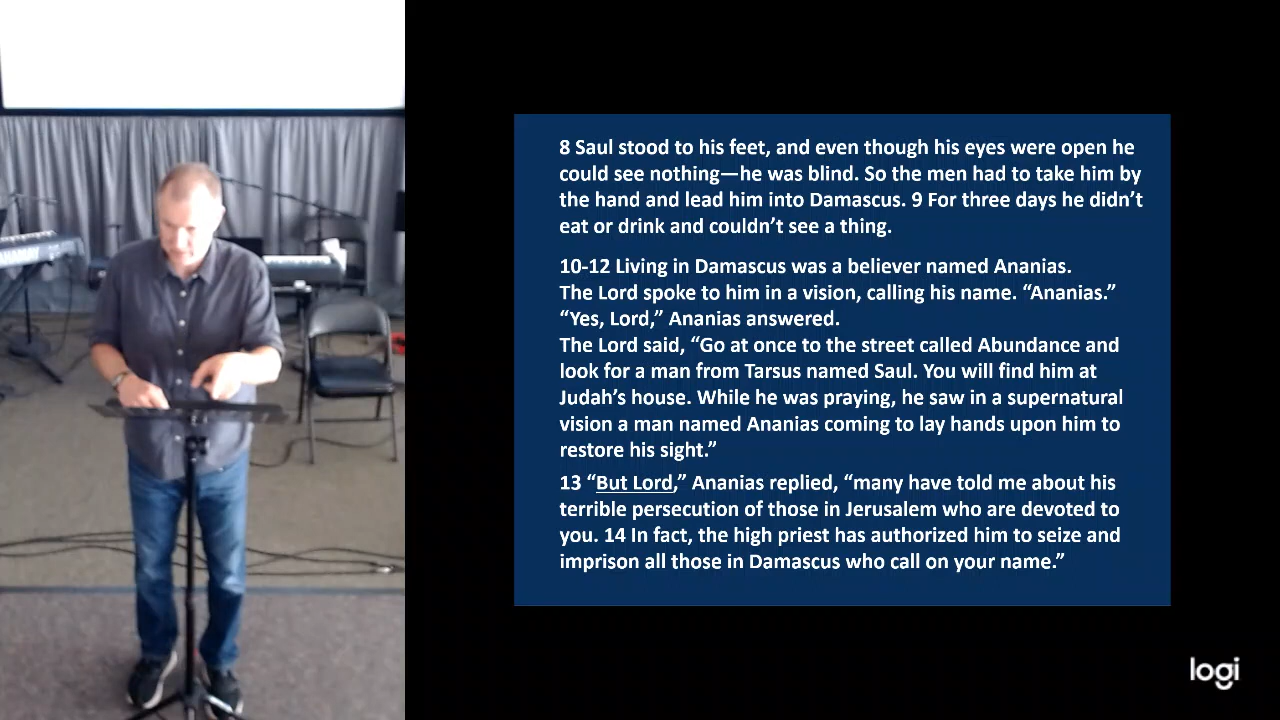 8 Saul stood to his feet, and even though his eyes were open he
could see nothing—he was blind. So the men had to take him by
the hand and lead him into Damascus. 9 For three days he didn’t
eat or drink and couldn’t see a thing.
10-12 Living in Damascus was a believer named Ananias.
The Lord spoke to him in a vision, calling his name. “Ananias.”
“Yes, Lord,” Ananias answered.
The Lord said, “Go at once to the street called Abundance and
look for a man from Tarsus named Saul. You will find him at
Judah’s house. While he was praying, he saw in a supernatural
vision a man named Ananias coming to lay hands upon him to
restore his sight.”
13 “But Lord,” Ananias replied, “many have told me about his
terrible persecution of those in Jerusalem who are devoted to
you. 14 In fact, the high priest has authorized him to seize and
imprison all those in Damascus who call on your name.”
logi